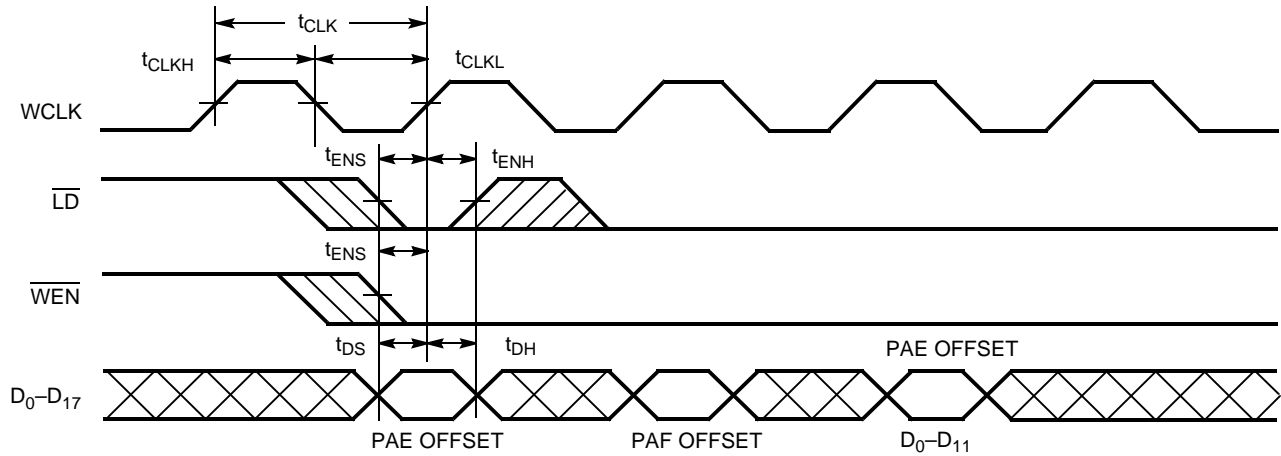 tCLK
tCLKH
tCLKL
WCLK
tENS
tENH
LD
tENS
WEN
tDS
tDH
PAE OFFSET
D0–D17
PAE OFFSET
PAF OFFSET
D0–D11